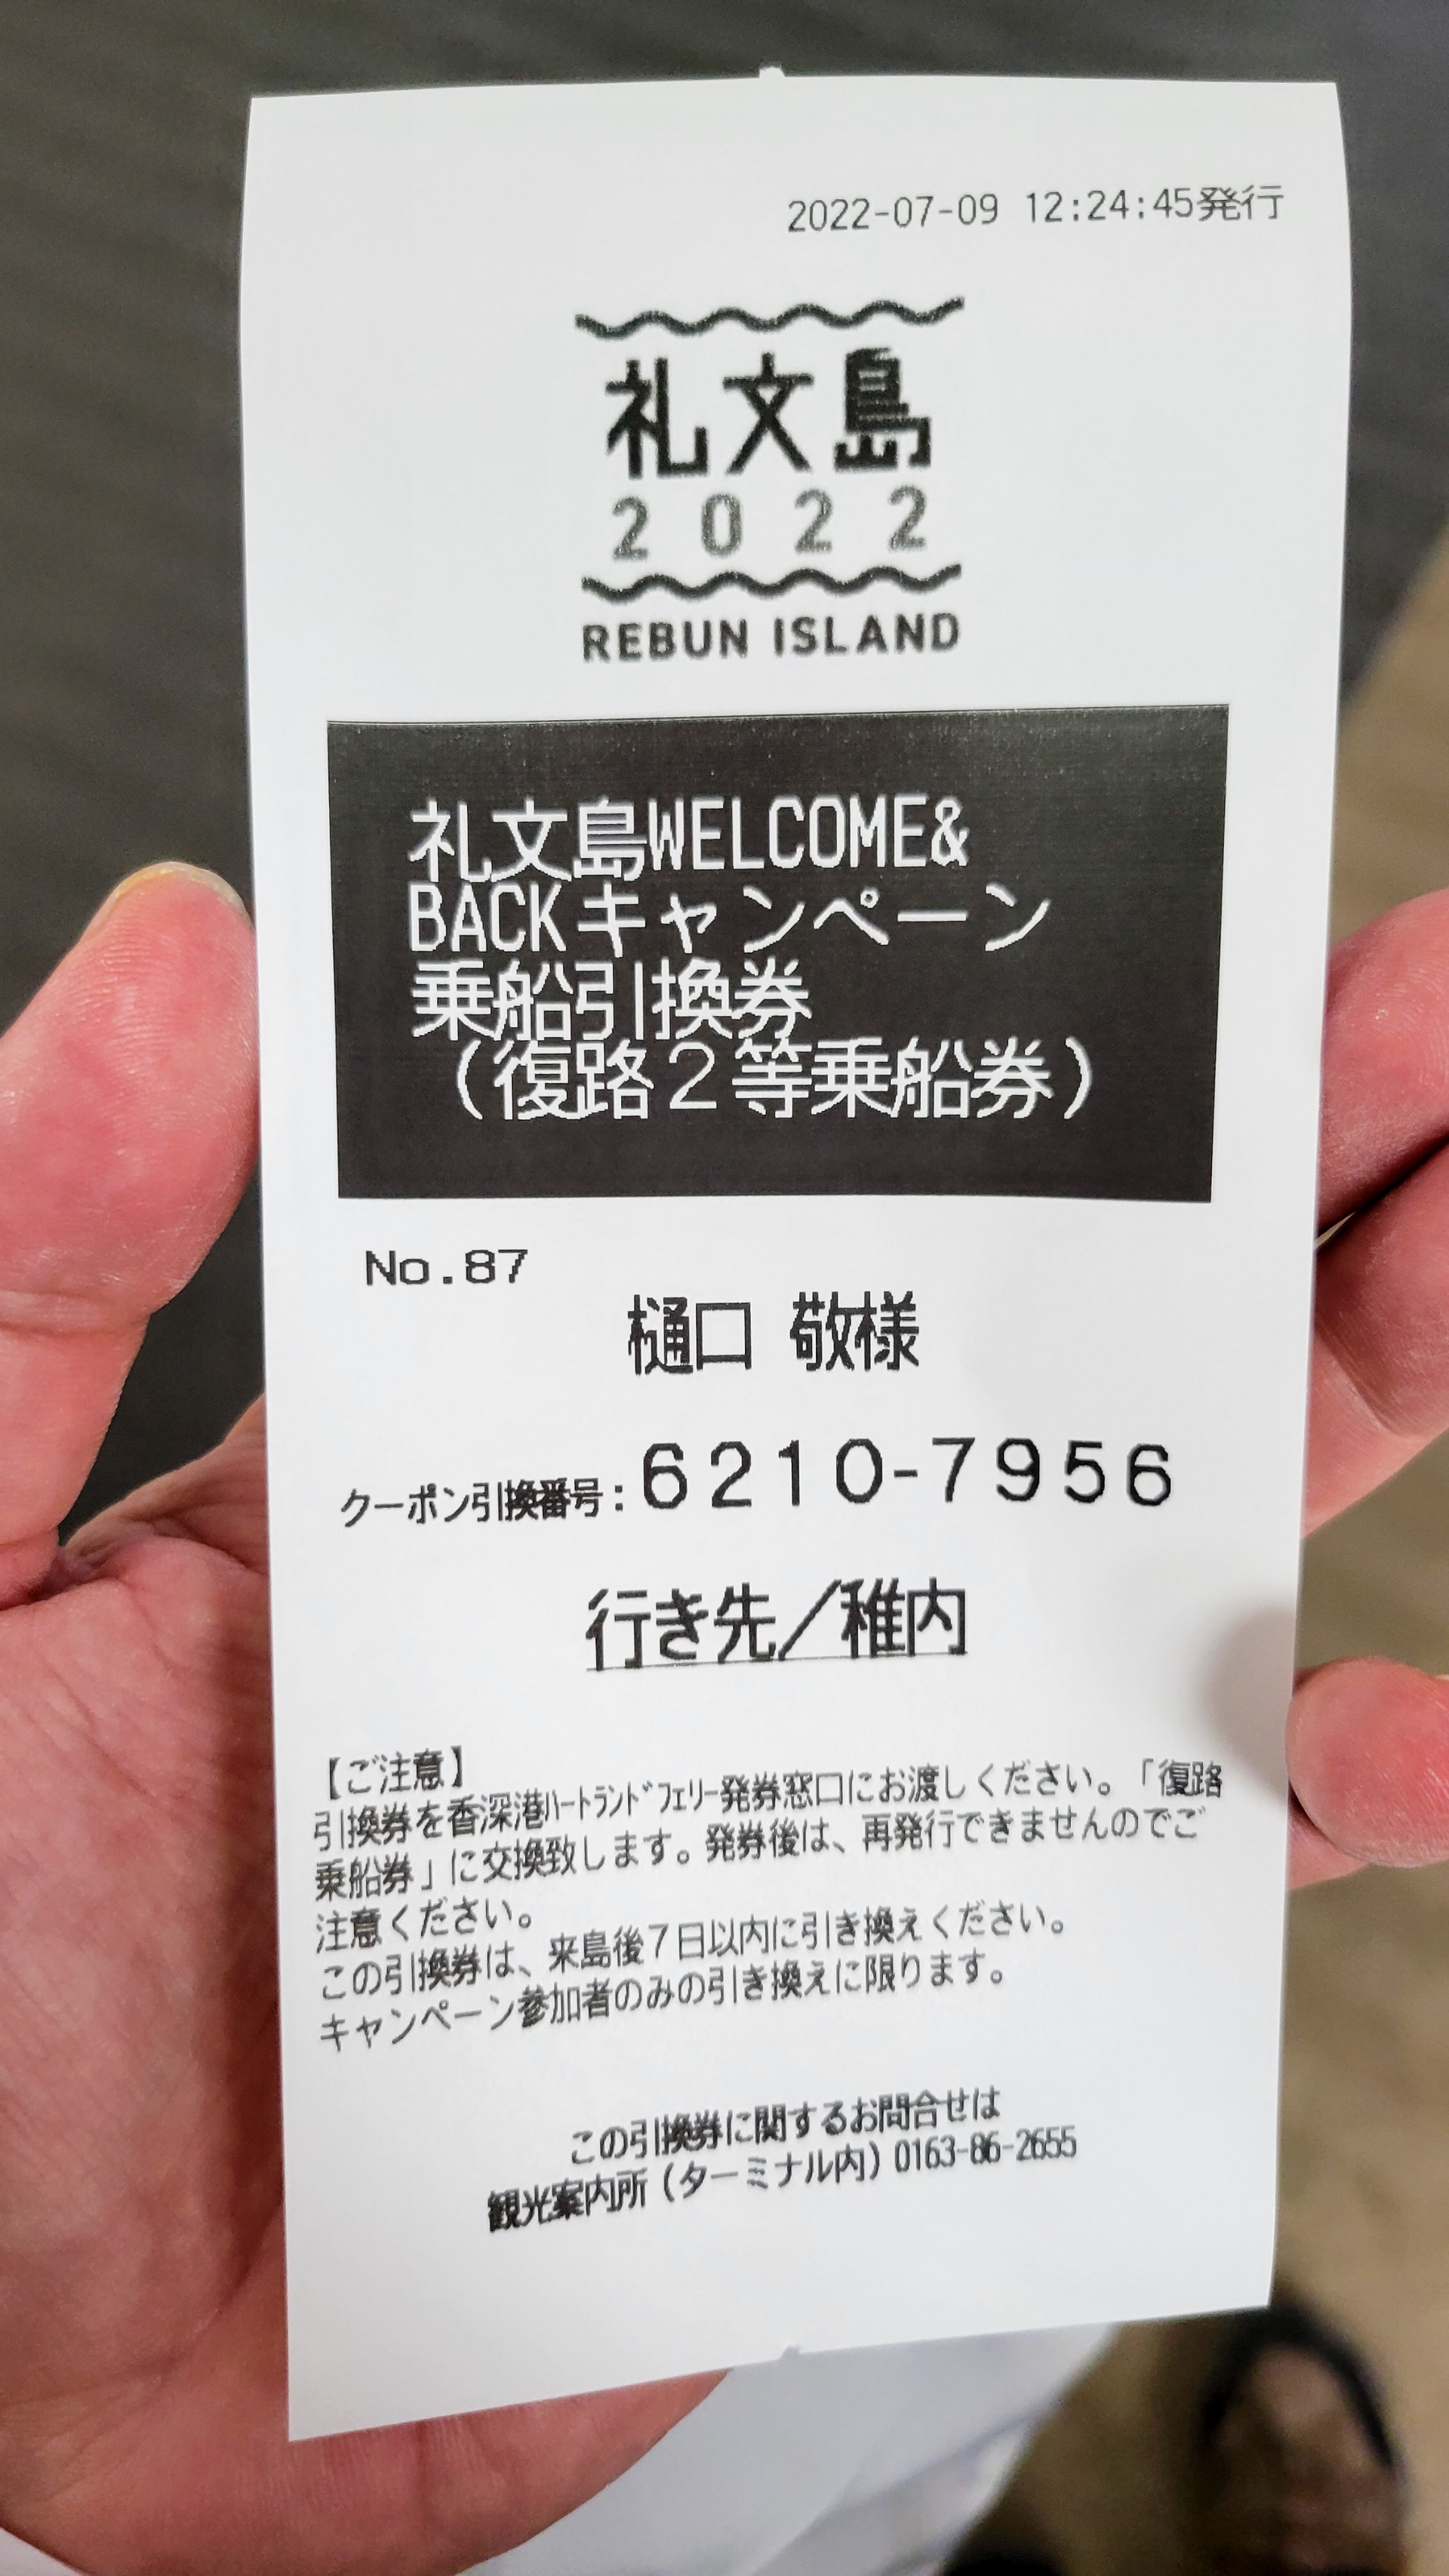 2022-07-09 12:24:45発行
礼文島
2022
REBUN ISLAND
礼文島WELCOME&
BACKキャンペーン
乗船引換券
（復路２等乗船券）
No.87
樋口 敬様
クーポン引換番号:6210-7956
行き先／稚内
【ご注意】
引換券を香深港ﾊｰﾄﾗﾝﾄﾞﾌｪﾘｰ発券窓口にお渡しください。「復路
乗船券」に交換致します。発券後は、再発行できませんのでご
注意ください。
この引換券は、来島後７日以内に引き換えください。
キャンペーン参加者のみの引き換えに限ります。
この引換券に関するお問合せは
観光案内所（ターミナル内）0163-86-2655